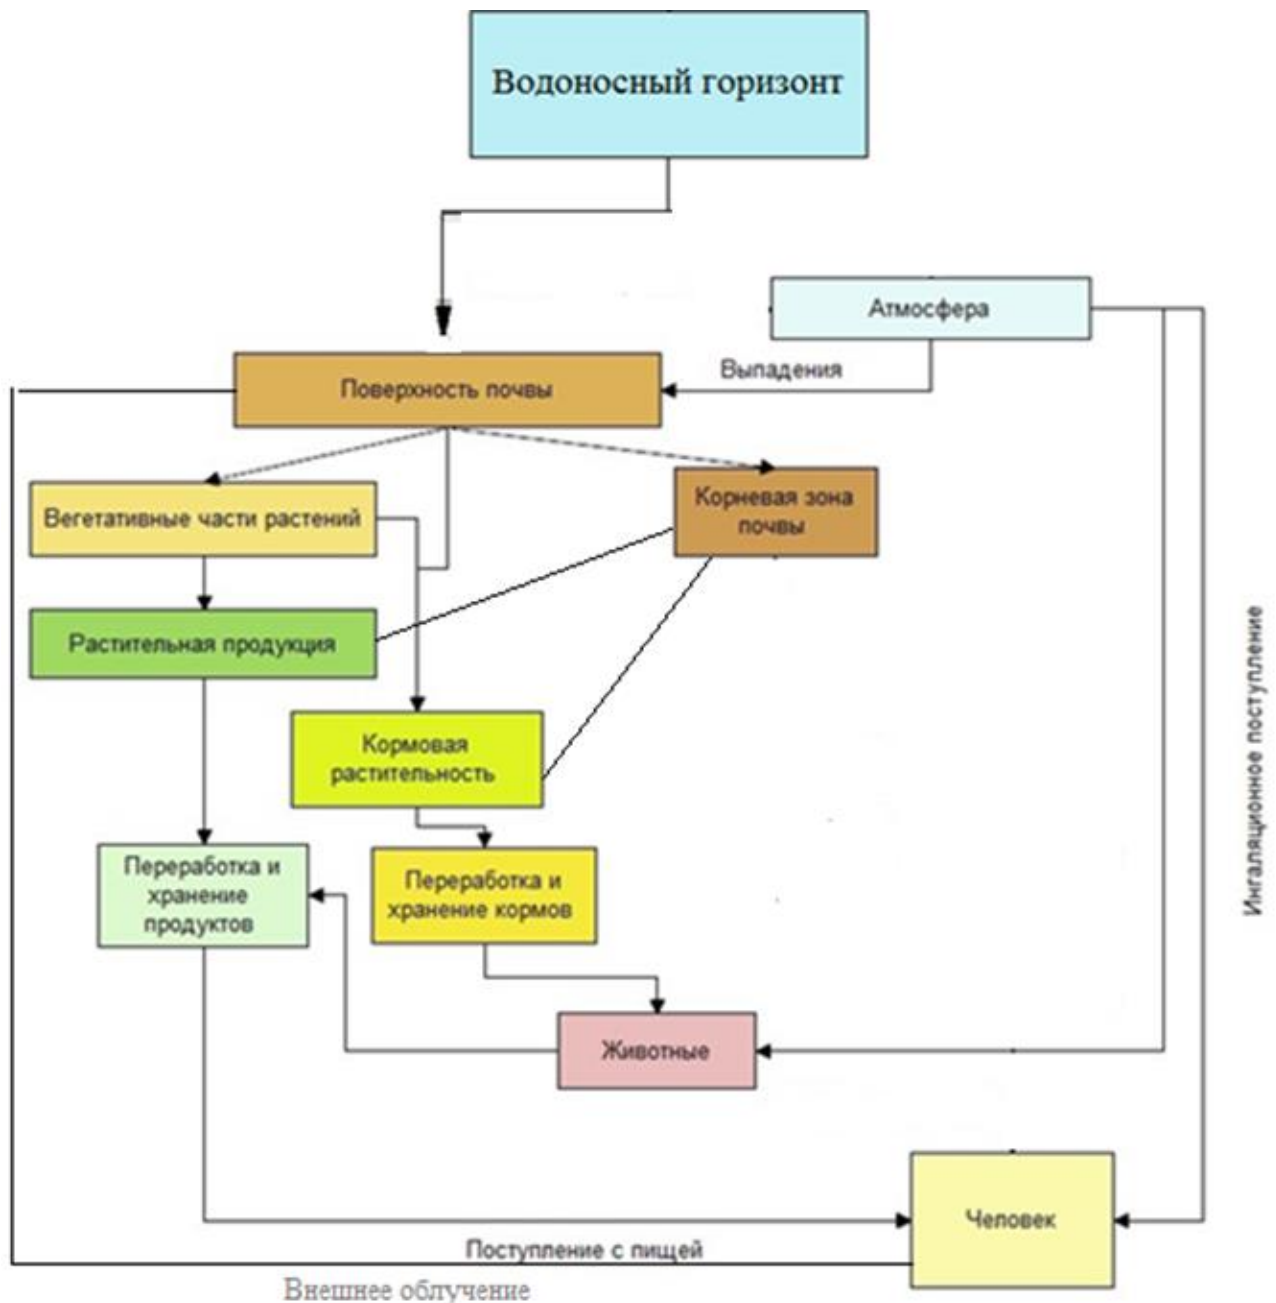 Водоносный горизонт
Атмосфера
Выпадения
Поверхность почвы
Вегетативные части растений
Корневая зона
почвы
Растительная продукция
Кормовая
растительность
Переработка и
хранение
продуктов
Переработка и
хранение кормов
Животные
Ингаляционное поступление
Человек
Поступление с пищей
Внешнее облучение